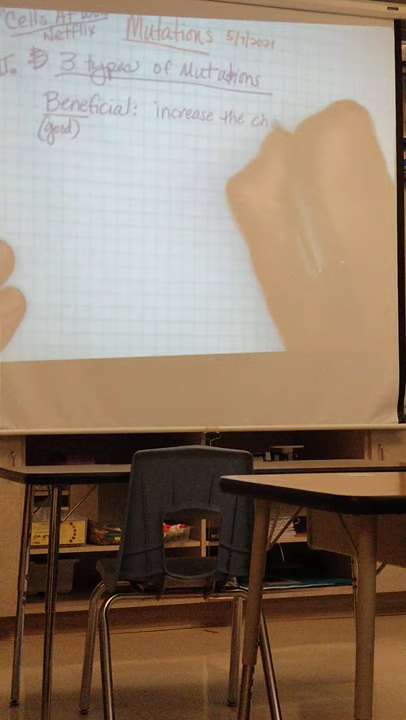 Cells At Work
Netflix
Mutations 5/7/2021
I. 3 types of Mutations
Beneficial: increase the ch
(good)